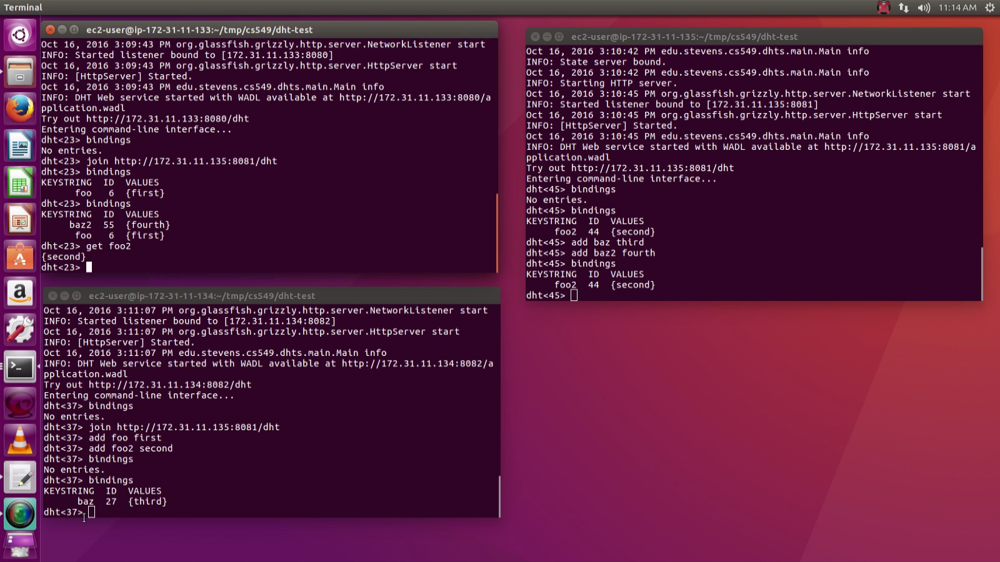 Terminal
11:14 AM
ec2-user@ip-172-31-11-133:~/tmp/cs549/dht-test
Oct 16, 2016 3:09:43 PM org.glassfish.grizzly.http.server.NetworkListener start
INFO: Started listener bound to [172.31.11.133:8080]
Oct 16, 2016 3:09:43 PM org.glassfish.grizzly.http.server.HttpServer start
INFO: [HttpServer] Started.
Oct 16, 2016 3:09:43 PM edu.stevens.cs549.dhts.main.Main info
INFO: DHT Web service started with WADL available at http://172.31.11.133:8080/a
pplication.wadl
Try out http://172.31.11.133:8080/dht
Entering command-line interface...
dht<23> bindings
No entries.
dht<23> join http://172.31.11.135:8081/dht
dht<23> bindings
KEYSTRING  ID  VALUES
foo   6  {first}
dht<23> bindings
KEYSTRING  ID  VALUES
baz2  55  {fourth}
foo   6  {first}
dht<23> get foo2
{second}
dht<23>
ec2-user@ip-172-31-11-135:~/tmp/cs549/dht-test
Oct 16, 2016 3:10:42 PM edu.stevens.cs549.dhts.main.Main info
INFO: State server bound.
Oct 16, 2016 3:10:42 PM edu.stevens.cs549.dhts.main.Main info
INFO: Starting HTTP server.
Oct 16, 2016 3:10:45 PM org.glassfish.grizzly.http.server.NetworkListener start
INFO: Started listener bound to [172.31.11.135:8081]
Oct 16, 2016 3:10:45 PM org.glassfish.grizzly.http.server.HttpServer start
INFO: [HttpServer] Started.
Oct 16, 2016 3:10:45 PM edu.stevens.cs549.dhts.main.Main info
INFO: DHT Web service started with WADL available at http://172.31.11.135:8081/a
pplication.wadl
Try out http://172.31.11.135:8081/dht
Entering command-line interface...
dht<45> bindings
No entries.
dht<45> bindings
KEYSTRING  ID  VALUES
foo2  44  {second}
dht<45> add baz third
dht<45> add baz2 fourth
dht<45> bindings
KEYSTRING  ID  VALUES
foo2  44  {second}
dht<45>
ec2-user@ip-172-31-11-134:~/tmp/cs549/dht-test
Oct 16, 2016 3:11:07 PM org.glassfish.grizzly.http.server.NetworkListener start
INFO: Started listener bound to [172.31.11.134:8082]
Oct 16, 2016 3:11:07 PM org.glassfish.grizzly.http.server.HttpServer start
INFO: [HttpServer] Started.
Oct 16, 2016 3:11:07 PM edu.stevens.cs549.dhts.main.Main info
INFO: DHT Web service started with WADL available at http://172.31.11.134:8082/a
pplication.wadl
Try out http://172.31.11.134:8082/dht
Entering command-line interface...
dht<37> bindings
No entries.
dht<37> join http://172.31.11.135:8081/dht
dht<37> add foo first
dht<37> add foo2 second
dht<37> bindings
No entries.
dht<37> bindings
KEYSTRING  ID  VALUES
baz  27  {third}
dht<37>